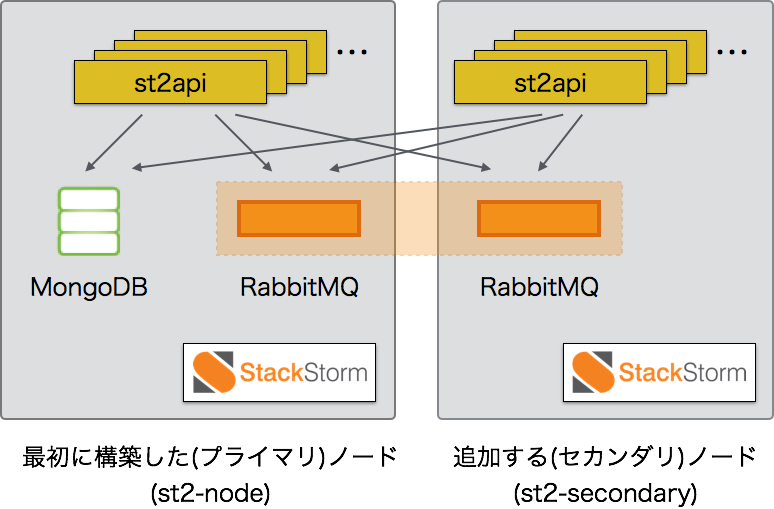 st2api
...
st2api
...
MongoDB
RabbitMQ
RabbitMQ
StackStorm
StackStorm
最初に構築した(プライマリ)ノード
(st2-node)
追加する(セカンダリ)ノード
(st2-secondary)